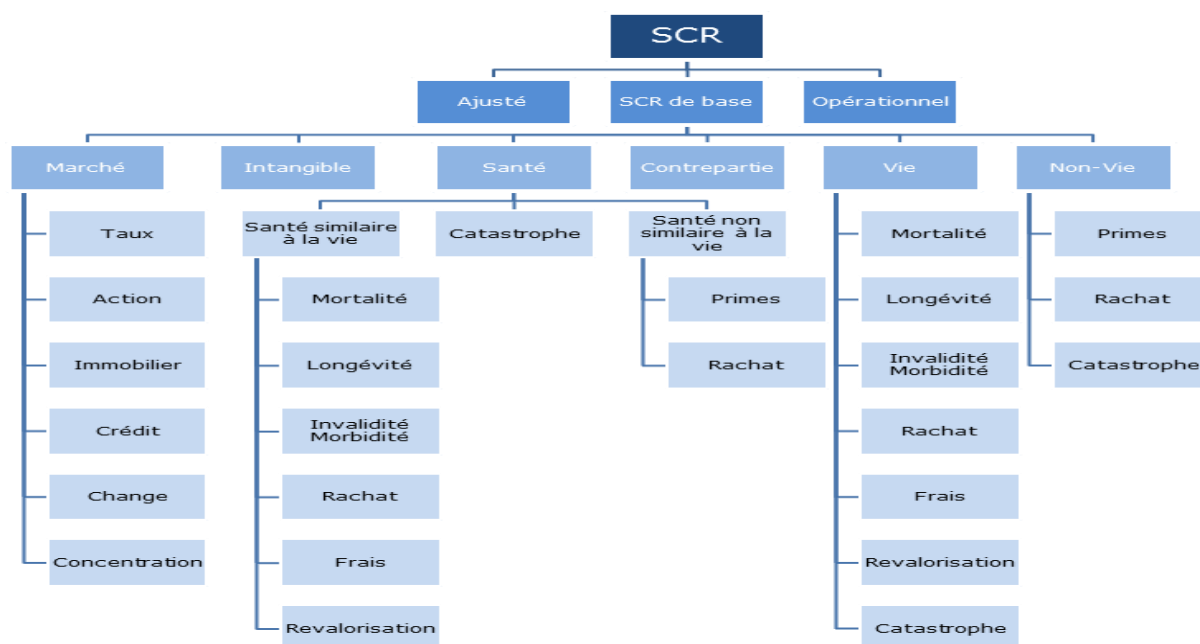 SCR
Ajusté
SCR de base
Opérationnel
Marché
Intangible
Santé
Contrepartie
Vie
Non-Vie
Taux
Action
Immobilier
Crédit
Change
Concentration
Santé similaire
à la vie
Mortalité
Longévité
Invalidité
Morbidité
Rachat
Frais
Revalorisation
Catastrophe
Santé non
similaire à la
vie
Primes
Rachat
Mortalité
Longévité
Invalidité
Morbidité
Rachat
Frais
Revalorisation
Catastrophe
Primes
Rachat
Catastrophe